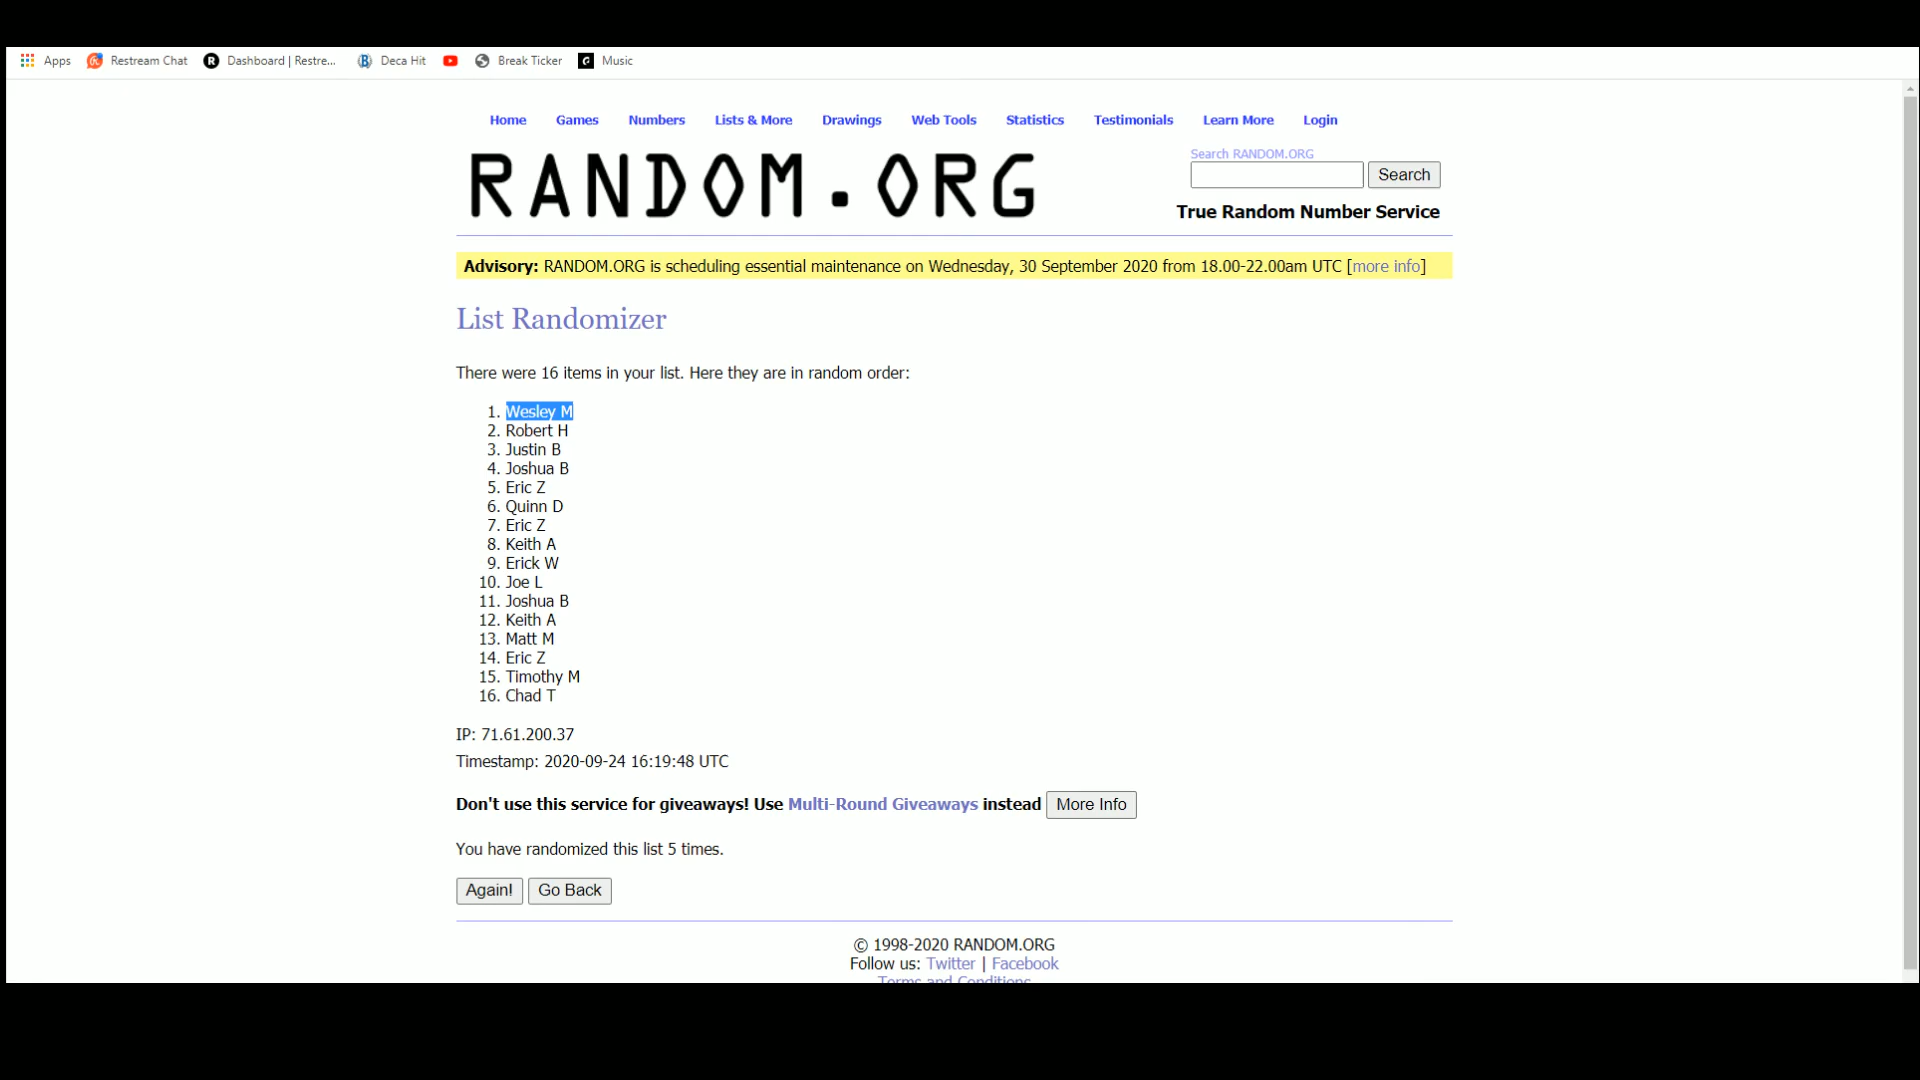 Apps Restream Chat Dashboard | Restre... Deca Hit Break Ticker Music
Home Games Numbers Lists & More Drawings Web Tools Statistics Testimonials Learn More Login
RANDOM.ORG
Search RANDOM.ORG
Search
True Random Number Service
Advisory: RANDOM.ORG is scheduling essential maintenance on Wednesday, 30 September 2020 from 18.00-22.00am UTC [more info]
List Randomizer
There were 16 items in your list. Here they are in random order:
1. Wesley M
2. Robert H
3. Justin B
4. Joshua B
5. Eric Z
6. Quinn D
7. Eric Z
8. Keith A
9. Erick W
10. Joe L
11. Joshua B
12. Keith A
13. Matt M
14. Eric Z
15. Timothy M
16. Chad T
IP: 71.61.200.37
Timestamp: 2020-09-24 16:19:48 UTC
Don't use this service for giveaways! Use Multi-Round Giveaways instead More Info
You have randomized this list 5 times.
Again! Go Back
© 1998-2020 RANDOM.ORG
Follow us: Twitter | Facebook
Terms and Conditions